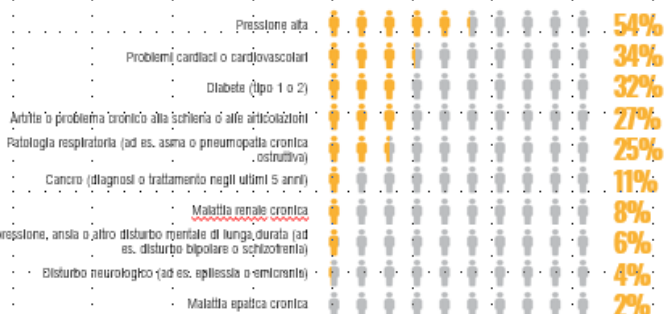 Pressione alta 54%
Problemi cardiaci o cardiovascolari 34%
Diabete (tipo 1 o 2) 32%
Artrite o problema cronico alla schiena o alle articolazioni 27%
Patologia respiratoria (ad es. asma o pneumopatia cronica
ostruttiva) 25%
Cancro (diagnosi o trattamento negli ultimi 5 anni) 11%
Malattia renale cronica 8%
ressione, ansia o altro disturbo mentale di lunga durata (ad
es. disturbo bipolare o schizofrenia) 6%
Disturbo neurologico (ad es. epilessia o emicrania) 4%
Malattia epatica cronica 2%